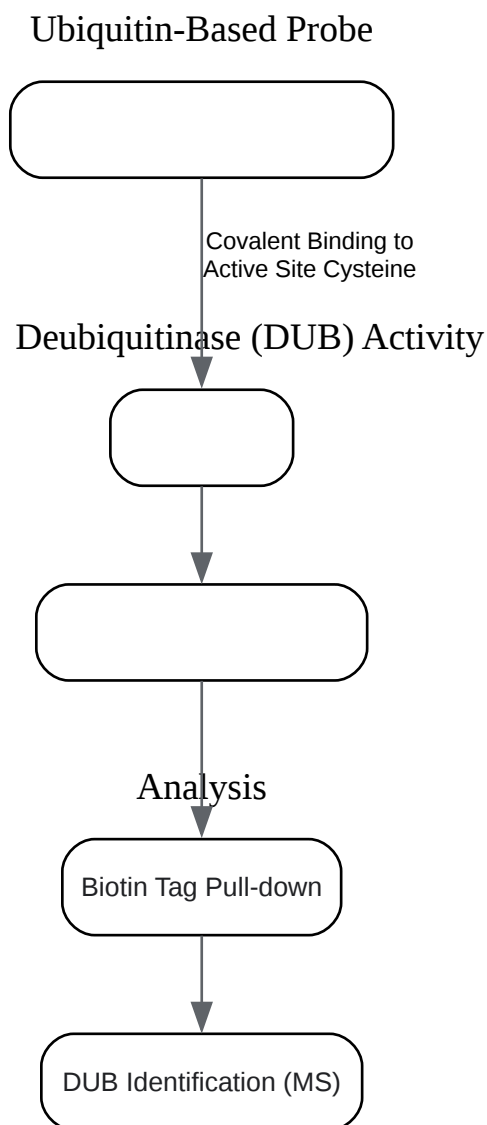 Ubiquitin-Based Probe
Covalent Binding to
Active Site Cysteine
Deubiquitinase (DUB) Activity
Analysis
Biotin Tag Pull-down
DUB Identification (MS)